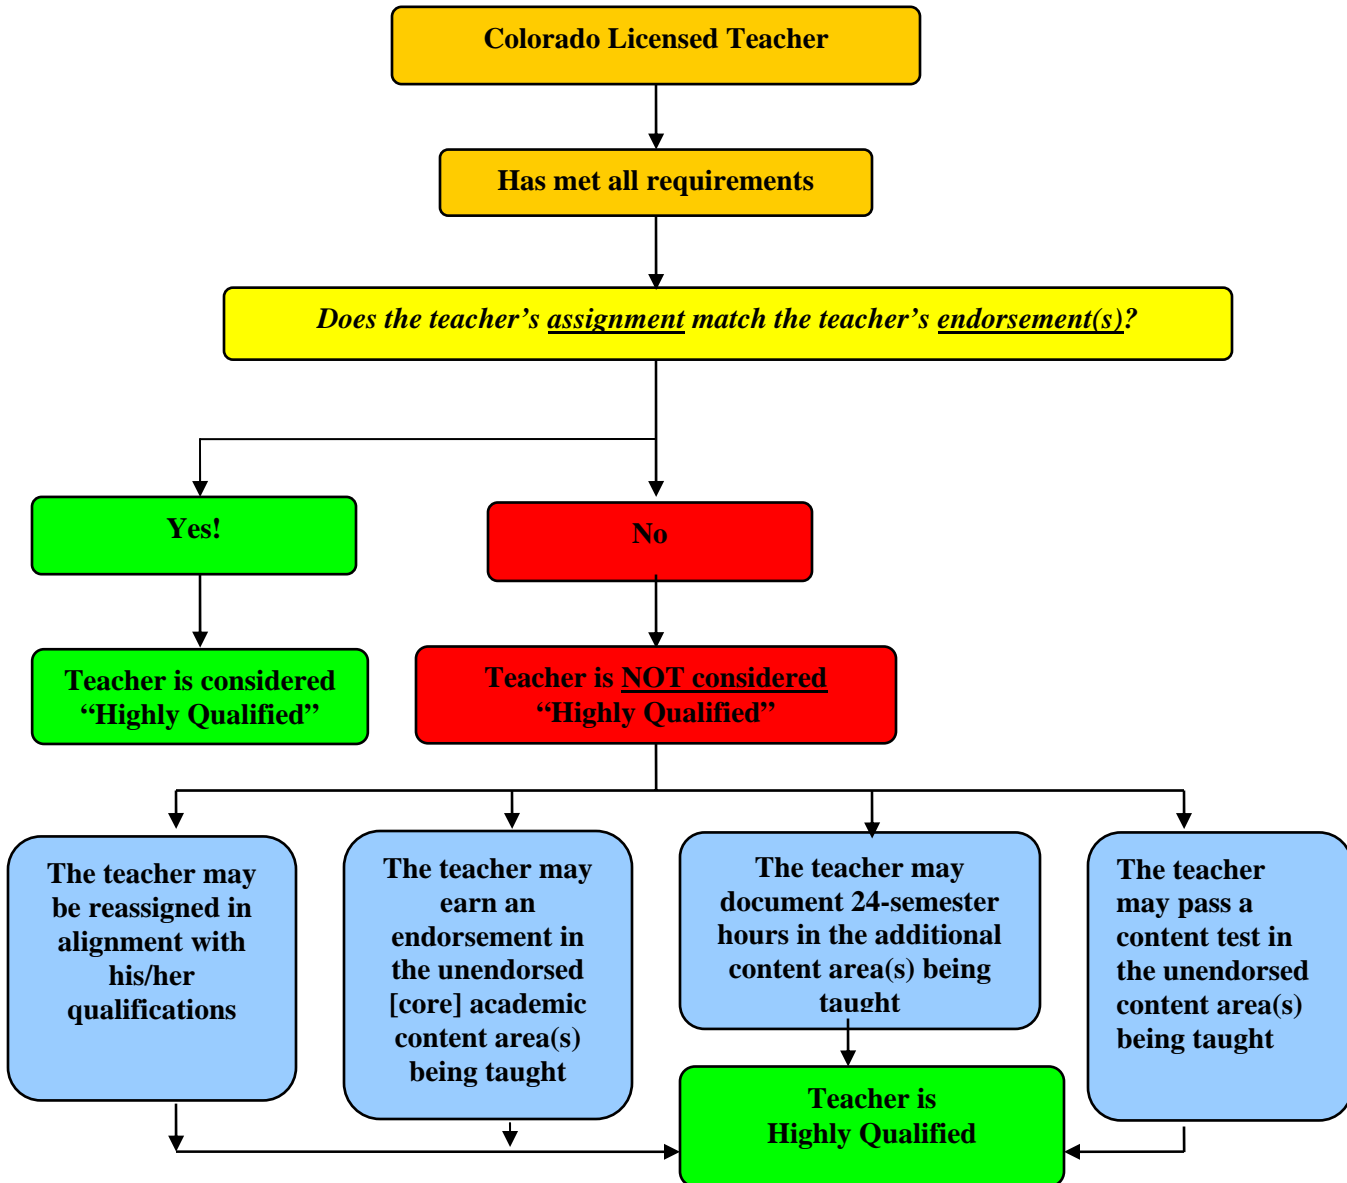 Colorado Licensed Teacher
Has met all requirements
Does the teacher’s assignment match the teacher’s endorsement(s)?
Yes!
No
Teacher is considered
“Highly Qualified”
Teacher is NOT considered
“Highly Qualified”
The teacher may
be reassigned in
alignment with
his/her
qualifications
The teacher may
earn an
endorsement in
the unendorsed
[core] academic
content area(s)
being taught
The teacher may
document 24-semester
hours in the additional
content area(s) being
taught
The teacher
may pass a
content test in
the unendorsed
content area(s)
being taught
Teacher is
Highly Qualified